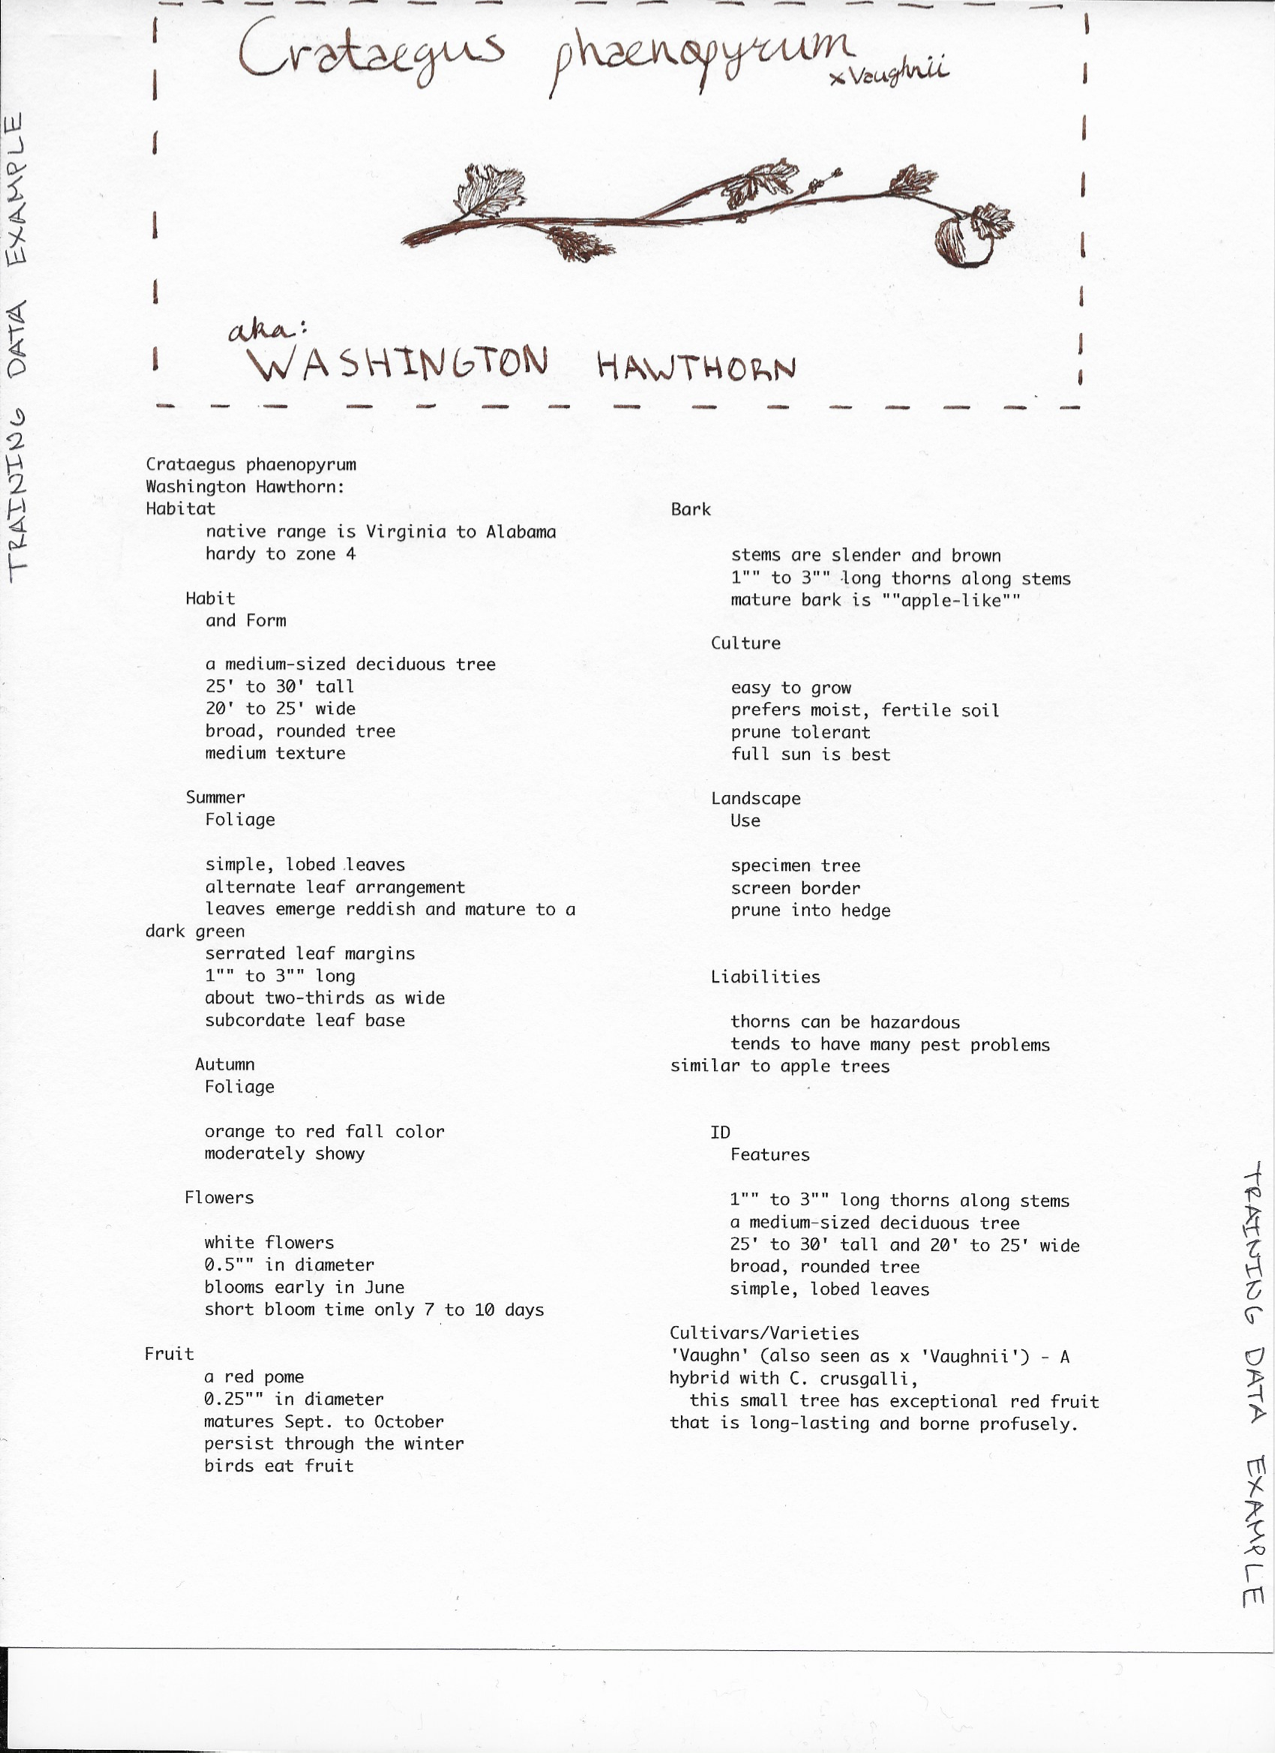 Crataegus phaenopyrum
x Vaughnii
aka:
WASHINGTON HAWTHORN
TRAINING DATA EXAMPLE
Crataegus phaenopyrum
Washington Hawthorn:
Habitat
native range is Virginia to Alabama
hardy to zone 4
Habit
and Form
a medium-sized deciduous tree
25' to 30' tall
20' to 25' wide
broad, rounded tree
medium texture
Summer
Foliage
simple, lobed leaves
alternate leaf arrangement
leaves emerge reddish and mature to a
dark green
serrated leaf margins
1"" to 3"" long
about two-thirds as wide
subcordate leaf base
Autumn
Foliage
orange to red fall color
moderately showy
Flowers
white flowers
0.5"" in diameter
blooms early in June
short bloom time only 7 to 10 days
Fruit
a red pome
0.25"" in diameter
matures Sept. to October
persist through the winter
birds eat fruit
Bark
stems are slender and brown
1"" to 3"" long thorns along stems
mature bark is ""apple-like""
Culture
easy to grow
prefers moist, fertile soil
prune tolerant
full sun is best
Landscape
Use
specimen tree
screen border
prune into hedge
Liabilities
thorns can be hazardous
tends to have many pest problems
similar to apple trees
ID
Features
1"" to 3"" long thorns along stems
a medium-sized deciduous tree
25' to 30' tall and 20' to 25' wide
broad, rounded tree
simple, lobed leaves
Cultivars/Varieties
'Vaughn' (also seen as x 'Vaughnii') - A
hybrid with C. crusgalli,
this small tree has exceptional red fruit
that is long-lasting and borne profusely.
TRAINING DATA EXAMPLE